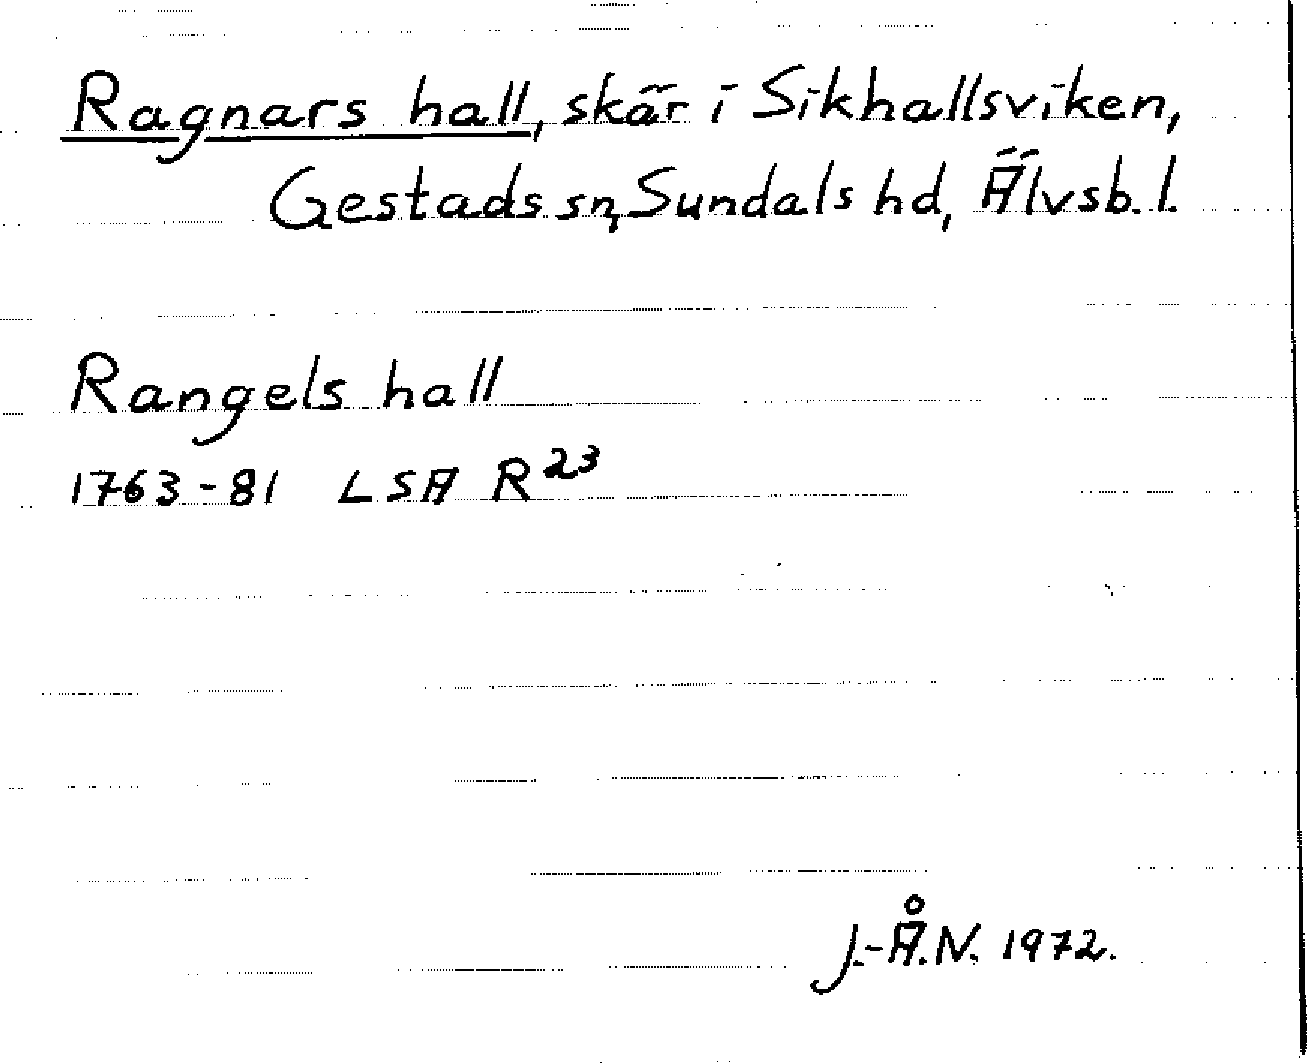 Ragnars hall, skär i Sikhallsviken,
Gestads sn, Sundals hd, Älvsb. l.
Rangels hall
1763-81 LSA R 23
J.-Å.N. 1972.